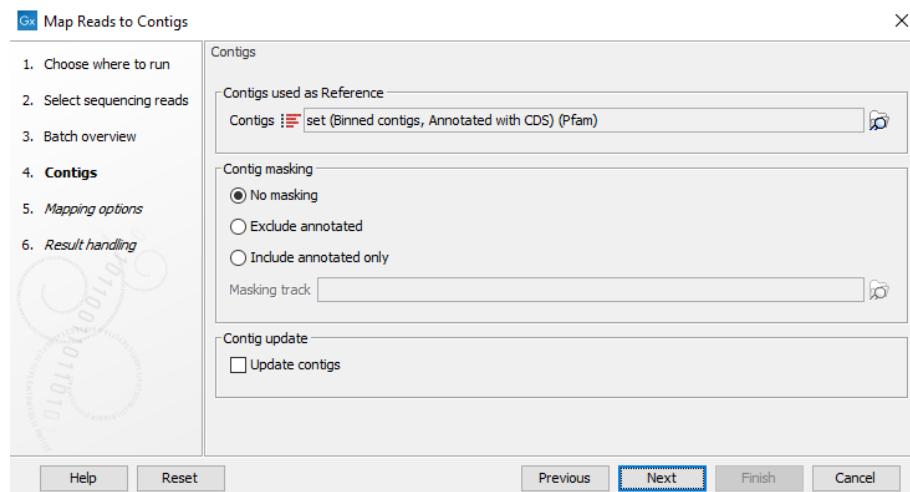 Gx Map Reads to Contigs
1. Choose where to run
2. Select sequencing reads
3. Batch overview
4. Contigs
5. Mapping options
6. Result handling
Contigs
Contigs used as Reference
Contigs set (Binned contigs, Annotated with CDS) (Pfam)
Contig masking
No masking
Exclude annotated
Include annotated only
Masking track
Contig update
Update contigs
Help Reset Previous Next Finish Cancel